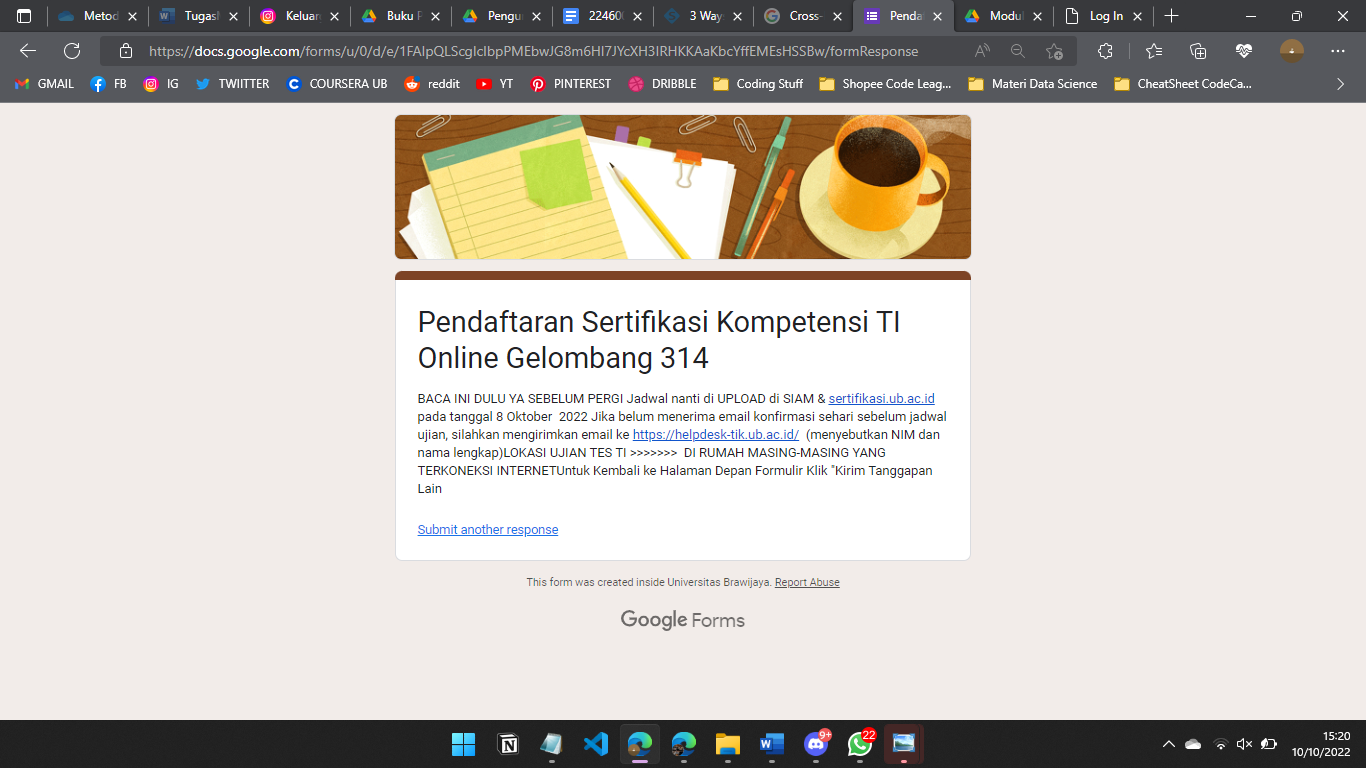 Metod
Tugas
Keluar
Buku P
Pengu
22460
3 Way
Cross-
Penda
Modul
Log In
https://docs.google.com/forms/u/0/d/e/1FAIpQLScgIcIbpPMEbwJG8m6HI7JYcXH3IRHKKAaKbcYffEMEsHSSBw/formResponse
GMAIL
FB
IG
TWIITTER
COURSERA UB
reddit
YT
PINTEREST
DRIBBLE
Coding Stuff
Shopee Code Leag...
Materi Data Science
CheatSheet CodeCa...
Pendaftaran Sertifikasi Kompetensi TI
Online Gelombang 314
BACA INI DULU YA SEBELUM PERGI Jadwal nanti di UPLOAD di SIAM & sertifikasi.ub.ac.id
pada tanggal 8 Oktober  2022 Jika belum menerima email konfirmasi sehari sebelum jadwal
ujian, silahkan mengirimkan email ke https://helpdesk-tik.ub.ac.id/  (menyebutkan NIM dan
nama lengkap)LOKASI UJIAN TES TI >>>>>>>  DI RUMAH MASING-MASING YANG
TERKONEKSI INTERNETUntuk Kembali ke Halaman Depan Formulir Klik "Kirim Tanggapan
Lain
Submit another response
This form was created inside Universitas Brawijaya. Report Abuse
Google Forms
9+
22
15:20
10/10/2022